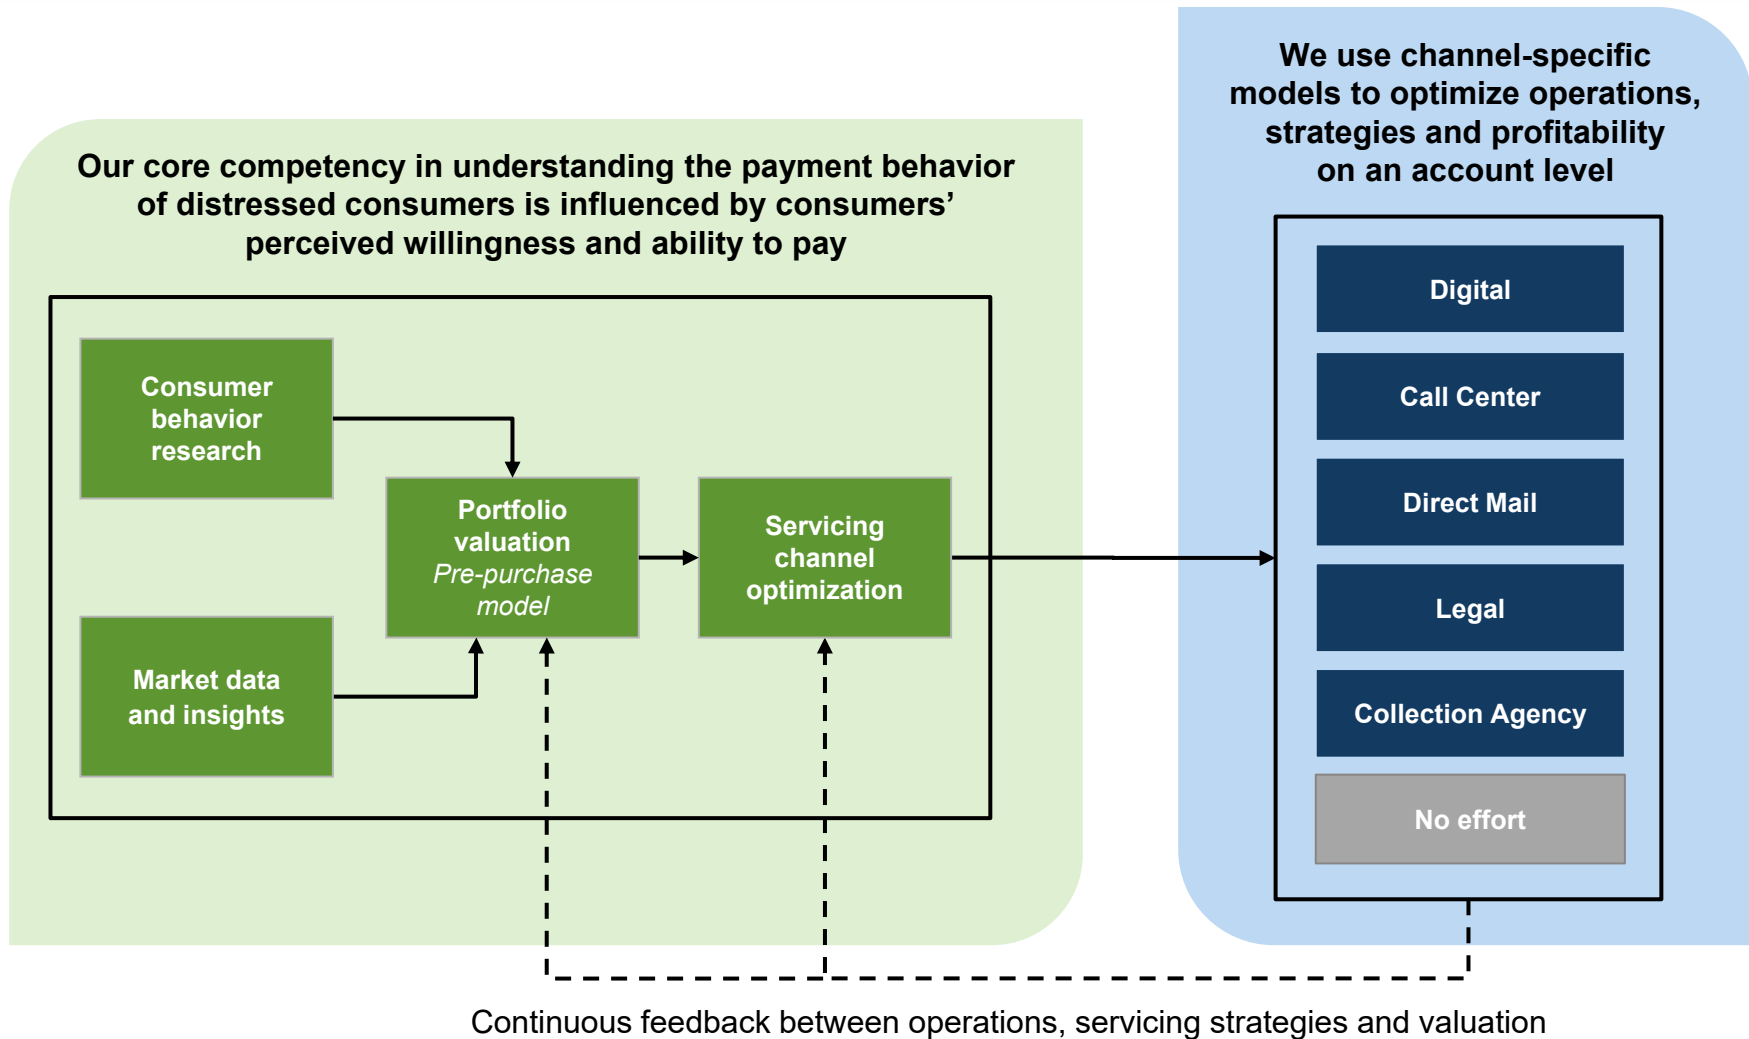 Our core competency in understanding the payment behavior
of distressed consumers is influenced by consumers’
perceived willingness and ability to pay
Consumer
behavior
research
Market data
and insights
Portfolio
valuation
Pre-purchase
model
Servicing
channel
optimization
We use channel-specific
models to optimize operations,
strategies and profitability
on an account level
Digital
Call Center
Direct Mail
Legal
Collection Agency
No effort
Continuous feedback between operations, servicing strategies and valuation